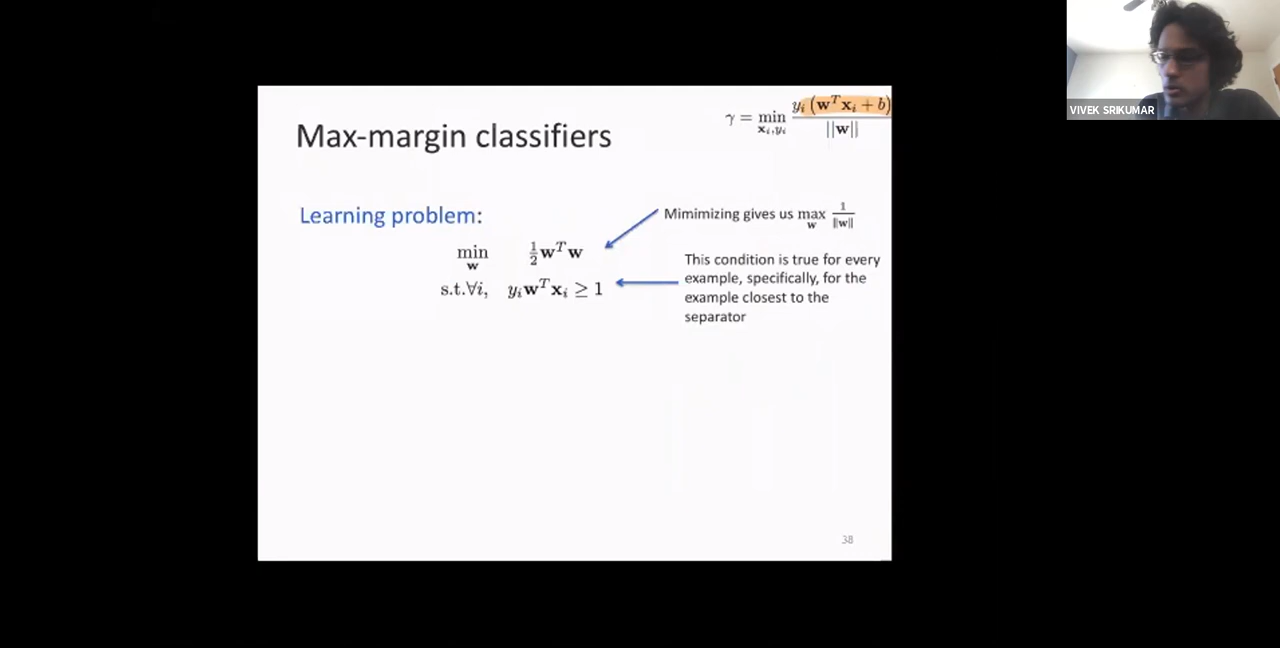 VIVEK SRIKUMAR
Max-margin classifiers
γ = min_{x_i,y_i} y_i (w^T x_i + b) / ||w||
Learning problem:
Mimimizing gives us max_w 1/||w||
min_w ½ w^T w
s.t.∀i, y_i w^T x_i ≥ 1
This condition is true for every
example, specifically, for the
example closest to the
separator
38